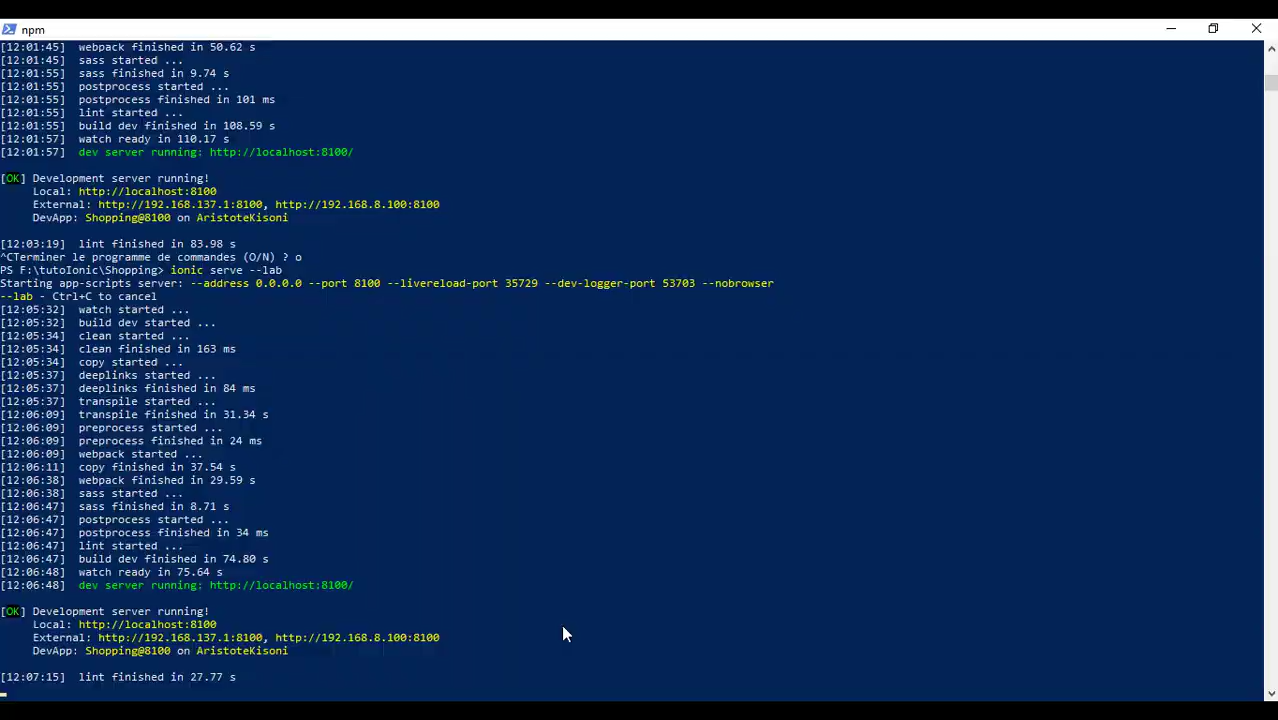 npm
[12:01:45]  webpack finished in 50.62 s
[12:01:45]  sass started ...
[12:01:55]  sass finished in 9.74 s
[12:01:55]  postprocess started ...
[12:01:55]  postprocess finished in 101 ms
[12:01:55]  lint started ...
[12:01:55]  build dev finished in 108.59 s
[12:01:57]  watch ready in 110.17 s
[12:01:57]  dev server running: http://localhost:8100/
[OK] Development server running!
Local: http://localhost:8100
External: http://192.168.137.1:8100, http://192.168.8.100:8100
DevApp: Shopping@8100 on AristoteKisoni
[12:03:19]  lint finished in 83.98 s
^CTerminer le programme de commandes (O/N) ? o
PS F:\tutoIonic\Shopping> ionic serve --lab
Starting app-scripts server: --address 0.0.0.0 --port 8100 --livereload-port 35729 --dev-logger-port 53703 --nobrowser
--lab - Ctrl+C to cancel
[12:05:32]  watch started ...
[12:05:32]  build dev started ...
[12:05:34]  clean started ...
[12:05:34]  clean finished in 163 ms
[12:05:34]  copy started ...
[12:05:37]  deeplinks started ...
[12:05:37]  deeplinks finished in 84 ms
[12:05:37]  transpile started ...
[12:06:09]  transpile finished in 31.34 s
[12:06:09]  preprocess started ...
[12:06:09]  preprocess finished in 24 ms
[12:06:09]  webpack started ...
[12:06:11]  copy finished in 37.54 s
[12:06:38]  webpack finished in 29.59 s
[12:06:38]  sass started ...
[12:06:47]  sass finished in 8.71 s
[12:06:47]  postprocess started ...
[12:06:47]  postprocess finished in 34 ms
[12:06:47]  lint started ...
[12:06:47]  build dev finished in 74.80 s
[12:06:48]  watch ready in 75.64 s
[12:06:48]  dev server running: http://localhost:8100/
[OK] Development server running!
Local: http://localhost:8100
External: http://192.168.137.1:8100, http://192.168.8.100:8100
DevApp: Shopping@8100 on AristoteKisoni
[12:07:15]  lint finished in 27.77 s